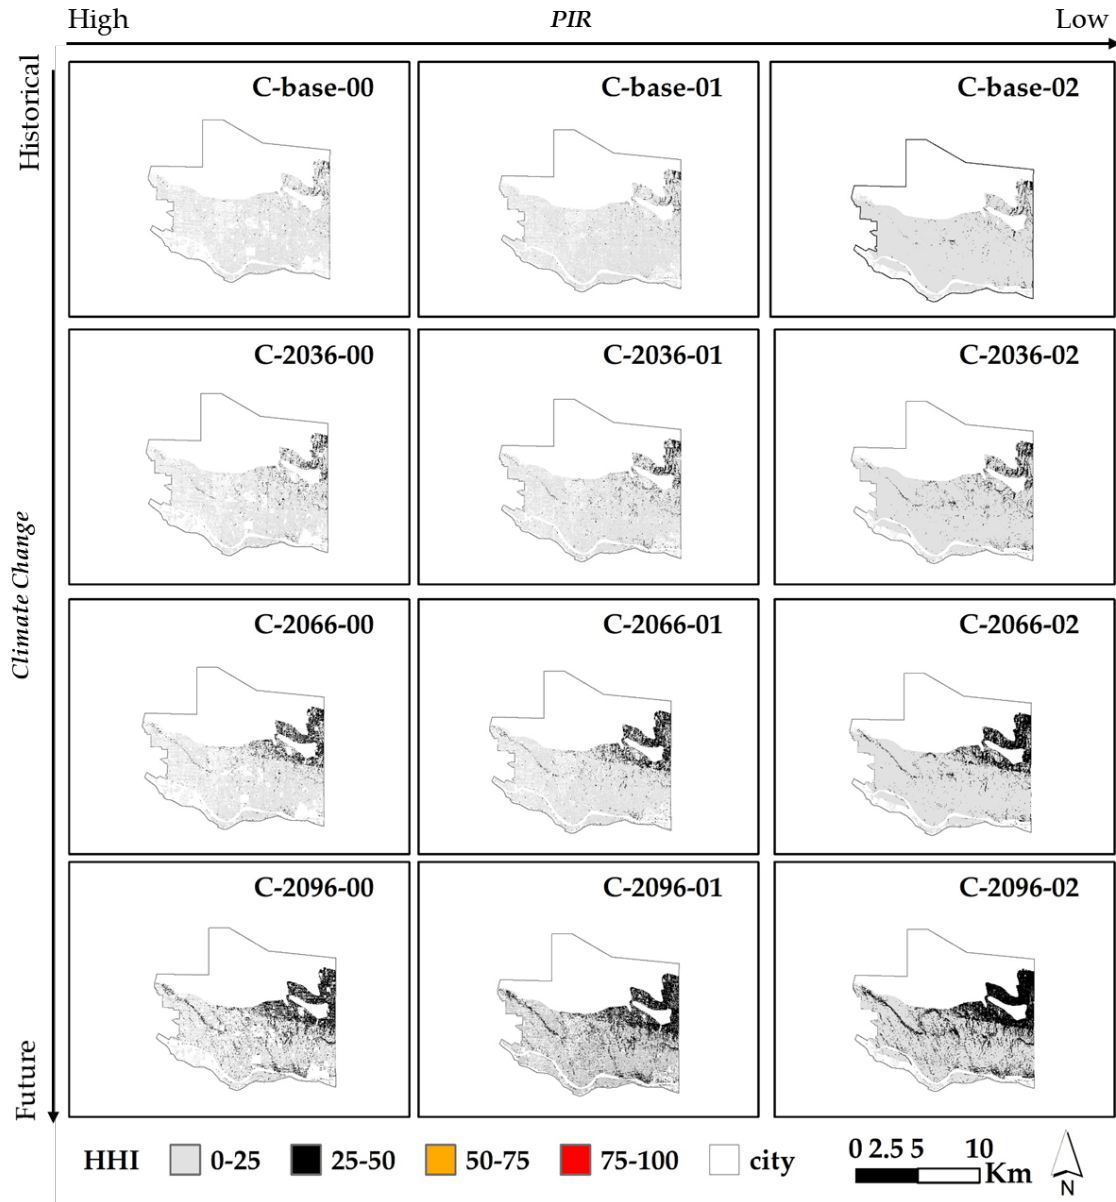 High PIR Low
Historical
C-base-00 C-base-01 C-base-02
C-2036-00 C-2036-01 C-2036-02
Climate Change
C-2066-00 C-2066-01 C-2066-02
C-2096-00 C-2096-01 C-2096-02
Future
HHI 0-25 25-50 50-75 75-100 city 0 2.5 5 10 Km
N